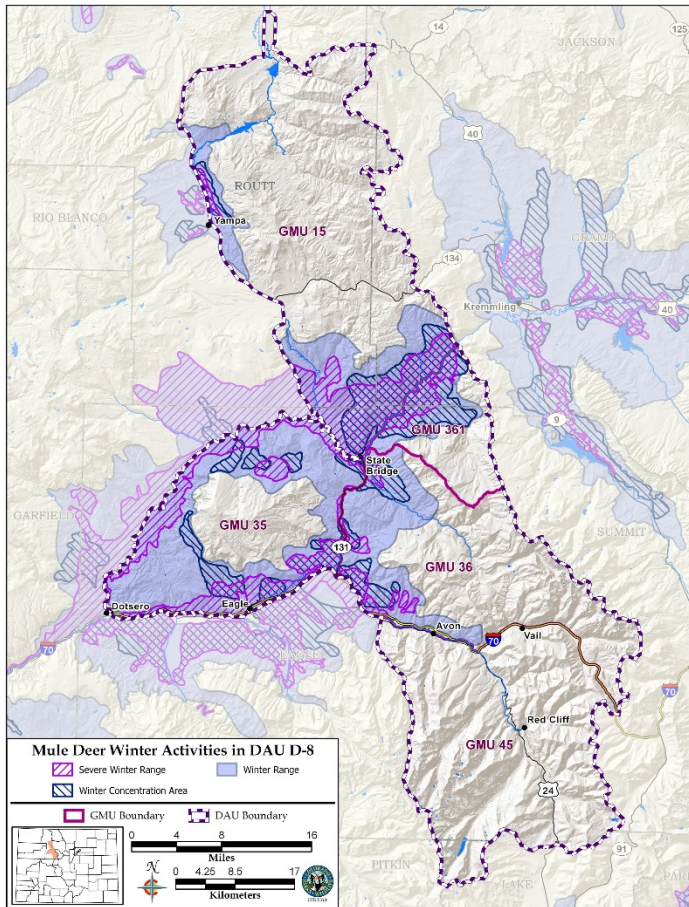 JACKSON
14
125
40
ROUTT
RIO BLANCO
Yampa
GMU 15
GRAND
134
Kremmling
40
GMU 361
9
State
Bridge
GARFIELD
GMU 35
SUMMIT
131
GMU 36
Dotsero
Eagle
Avon
70
Vail
70
EAGLE
70
Red Cliff
GMU 45
24
91
PITKIN
LAKE
PARK
Mule Deer Winter Activities in DAU D-8
Severe Winter Range
Winter Range
Winter Concentration Area
GMU Boundary
DAU Boundary
0 4 8 16
Miles
N
0 4.25 8.5 17
Kilometers